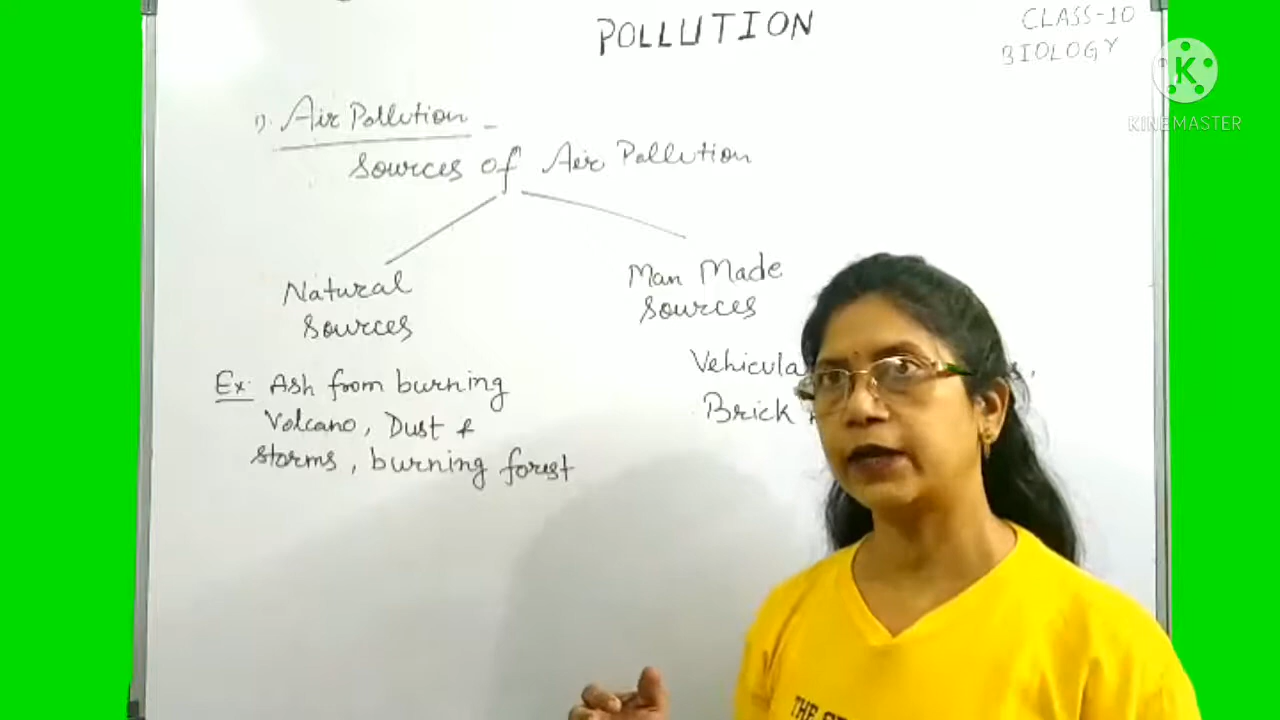 POLLUTION
CLASS-10
BIOLOGY
K
KINEMASTER
1). Air Pollution -
Sources of Air Pollution
Natural
sources
Man Made
sources
Ex: Ash from burning
Volcano, Dust &
storms, burning forest
Vehicula
Brick
THE